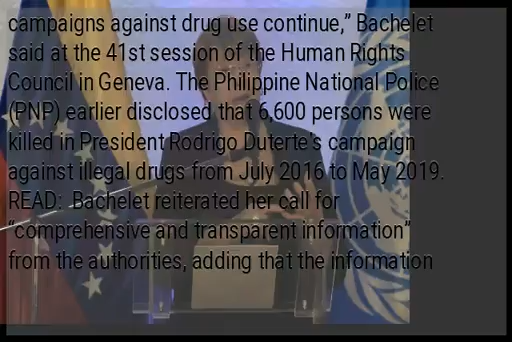 campaigns against drug use continue,” Bachelet
said at the 41st session of the Human Rights
Council in Geneva. The Philippine National Police
(PNP) earlier disclosed that 6,600 persons were
killed in President Rodrigo Duterte's campaign
against illegal drugs from July 2016 to May 2019.
READ: Bachelet reiterated her call for
“comprehensive and transparent information”
from the authorities, adding that the information